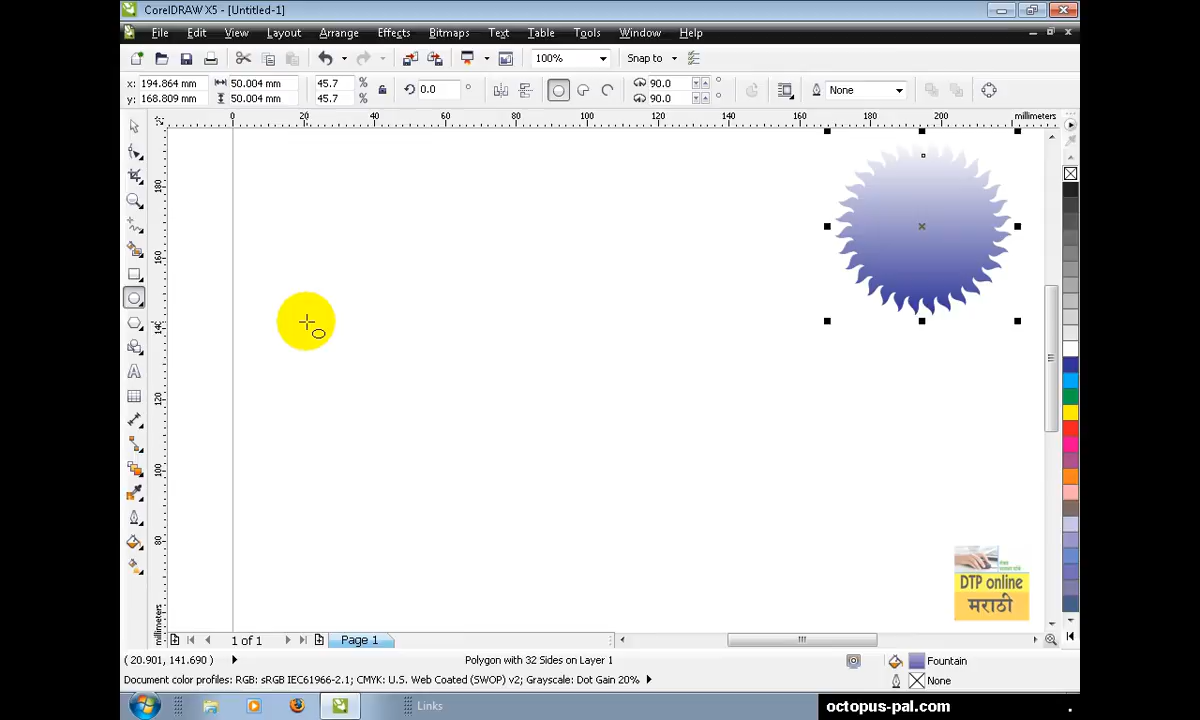 CorelDRAW X5 - [Untitled-1]
File Edit View Layout Arrange Effects Bitmaps Text Table Tools Window Help
100% Snap to
x: 194.864 mm 50.004 mm 45.7 % 0.0 ° 90.0 ° None
y: 168.809 mm 50.004 mm 45.7 % 90.0 °
0 20 40 60 80 100 120 140 160 180 200 millimeters
180
160
140
120
100
80
millimeters
DTP online
मराठी
1 of 1 Page 1
( 20.901, 141.690 ) Polygon with 32 Sides on Layer 1 Fountain
Document color profiles: RGB: sRGB IEC61966-2.1; CMYK: U.S. Web Coated (SWOP) v2; Grayscale: Dot Gain 20% None
Links
octopus-pal.com .